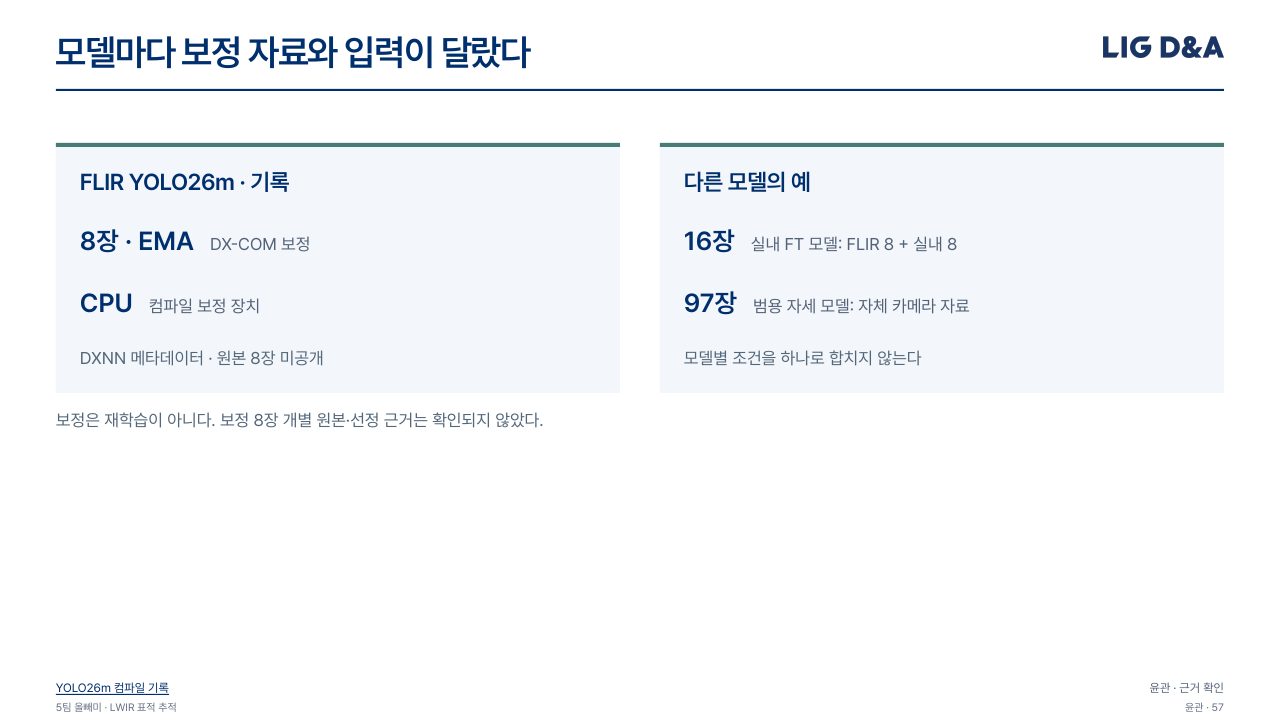 모델마다 보정 자료와 입력이 달랐다
LIG D&A
FLIR YOLO26m · 기록
8장 · EMA DX-COM 보정
CPU 컴파일 보정 장치
DXNN 메타데이터 · 원본 8장 미공개
다른 모델의 예
16장 실내 FT 모델: FLIR 8 + 실내 8
97장 범용 자세 모델: 자체 카메라 자료
모델별 조건을 하나로 합치지 않는다
보정은 재학습이 아니다. 보정 8장 개별 원본·선정 근거는 확인되지 않았다.
YOLO26m 컴파일 기록
5팀 올빼미 · LWIR 표적 추적
윤관 · 근거 확인
윤관 · 57